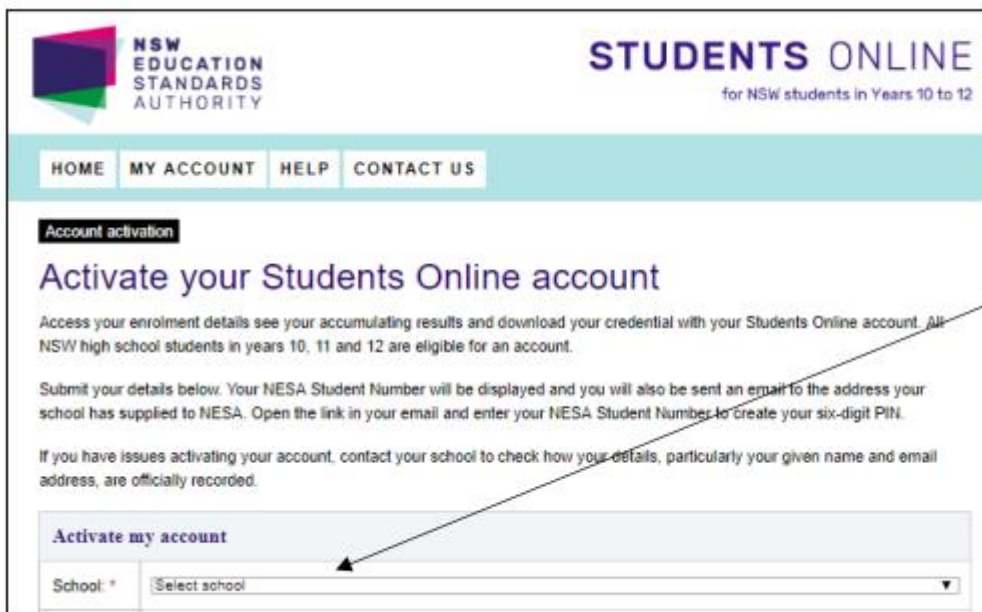 NSW
EDUCATION
STANDARDS
AUTHORITY
STUDENTS ONLINE
for NSW students in Years 10 to 12
HOME MY ACCOUNT HELP CONTACT US
Account activation
Activate your Students Online account
Access your enrolment details see your accumulating results and download your credential with your Students Online account. All
NSW high school students in years 10, 11 and 12 are eligible for an account.
Submit your details below. Your NESA Student Number will be displayed and you will also be sent an email to the address your
school has supplied to NESA. Open the link in your email and enter your NESA Student Number to create your six-digit PIN.
If you have issues activating your account, contact your school to check how your details, particularly your given name and email
address, are officially recorded.
Activate my account
School: * Select school